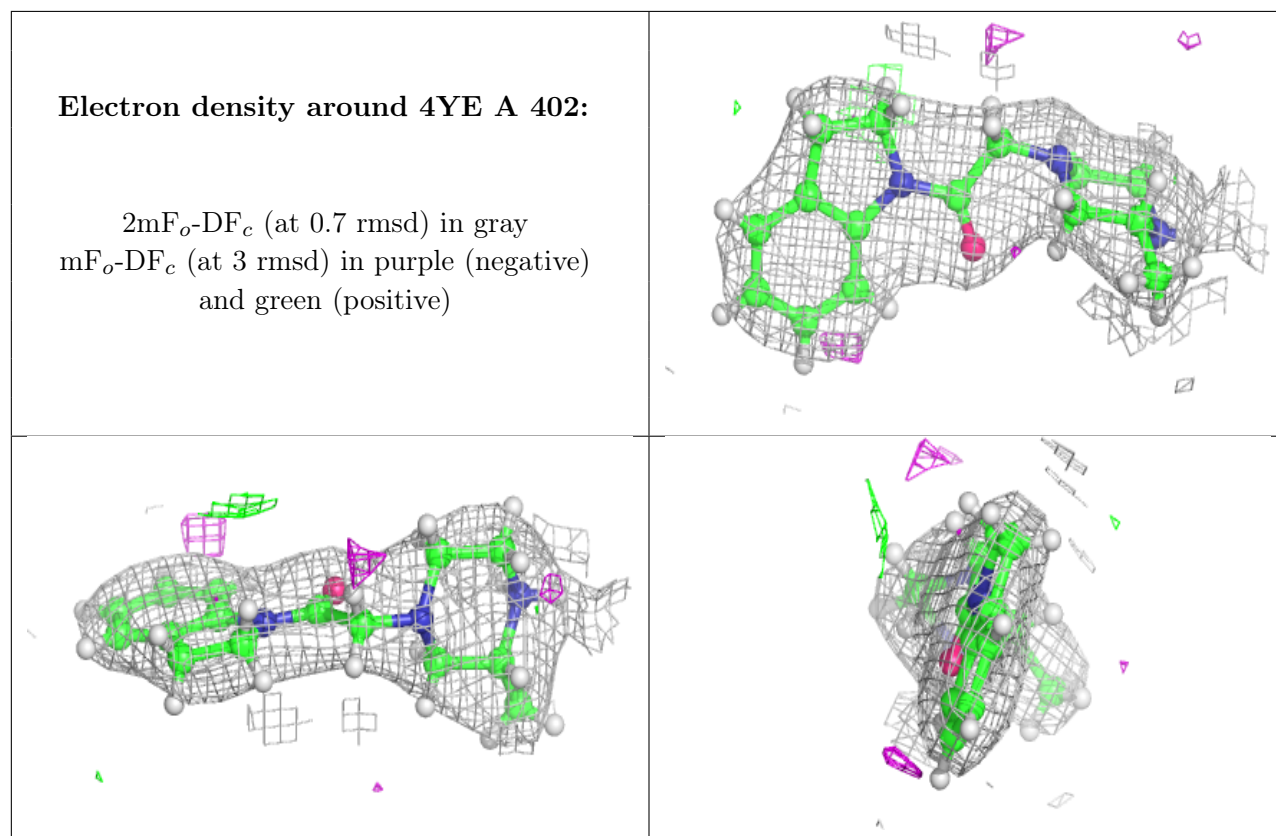 Electron density around 4YE A 402:
2mFₒ-DF𝒸 (at 0.7 rmsd) in gray
mFₒ-DF𝒸 (at 3 rmsd) in purple (negative)
and green (positive)